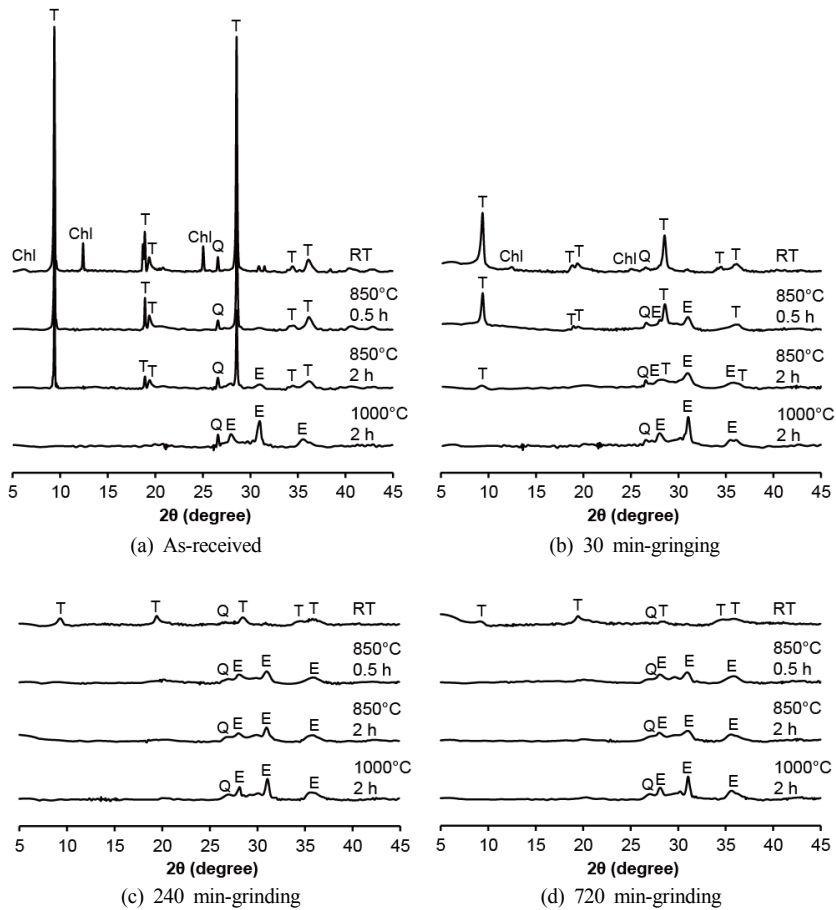 T
T
Chl
Chl
T
T
Chl
Q
T
T
RT
T
T
Q
T
T
850°C
0.5 h
T
T
Q
E
T
T
850°C
2 h
Q
E
E
E
1000°C
2 h
5 10 15 20 25 30 35 40 45
2θ (degree)
(a) As-received
T
Chl
T
T
Chl
Q
T
T
T
RT
T
T
T
Q
E
T
E
T
850°C
0.5 h
T
Q
E
T
E
E
T
850°C
2 h
Q
E
E
E
1000°C
2 h
5 10 15 20 25 30 35 40 45
2θ (degree)
(b) 30 min-gringing
T
T
Q
T
T
T
RT
Q
E
E
E
850°C
0.5 h
Q
E
E
E
850°C
2 h
Q
E
E
E
1000°C
2 h
5 10 15 20 25 30 35 40 45
2θ (degree)
(c) 240 min-grinding
T
T
Q
T
T
T
RT
Q
E
E
E
850°C
0.5 h
Q
E
E
E
850°C
2 h
Q
E
E
E
1000°C
2 h
5 10 15 20 25 30 35 40 45
2θ (degree)
(d) 720 min-grinding